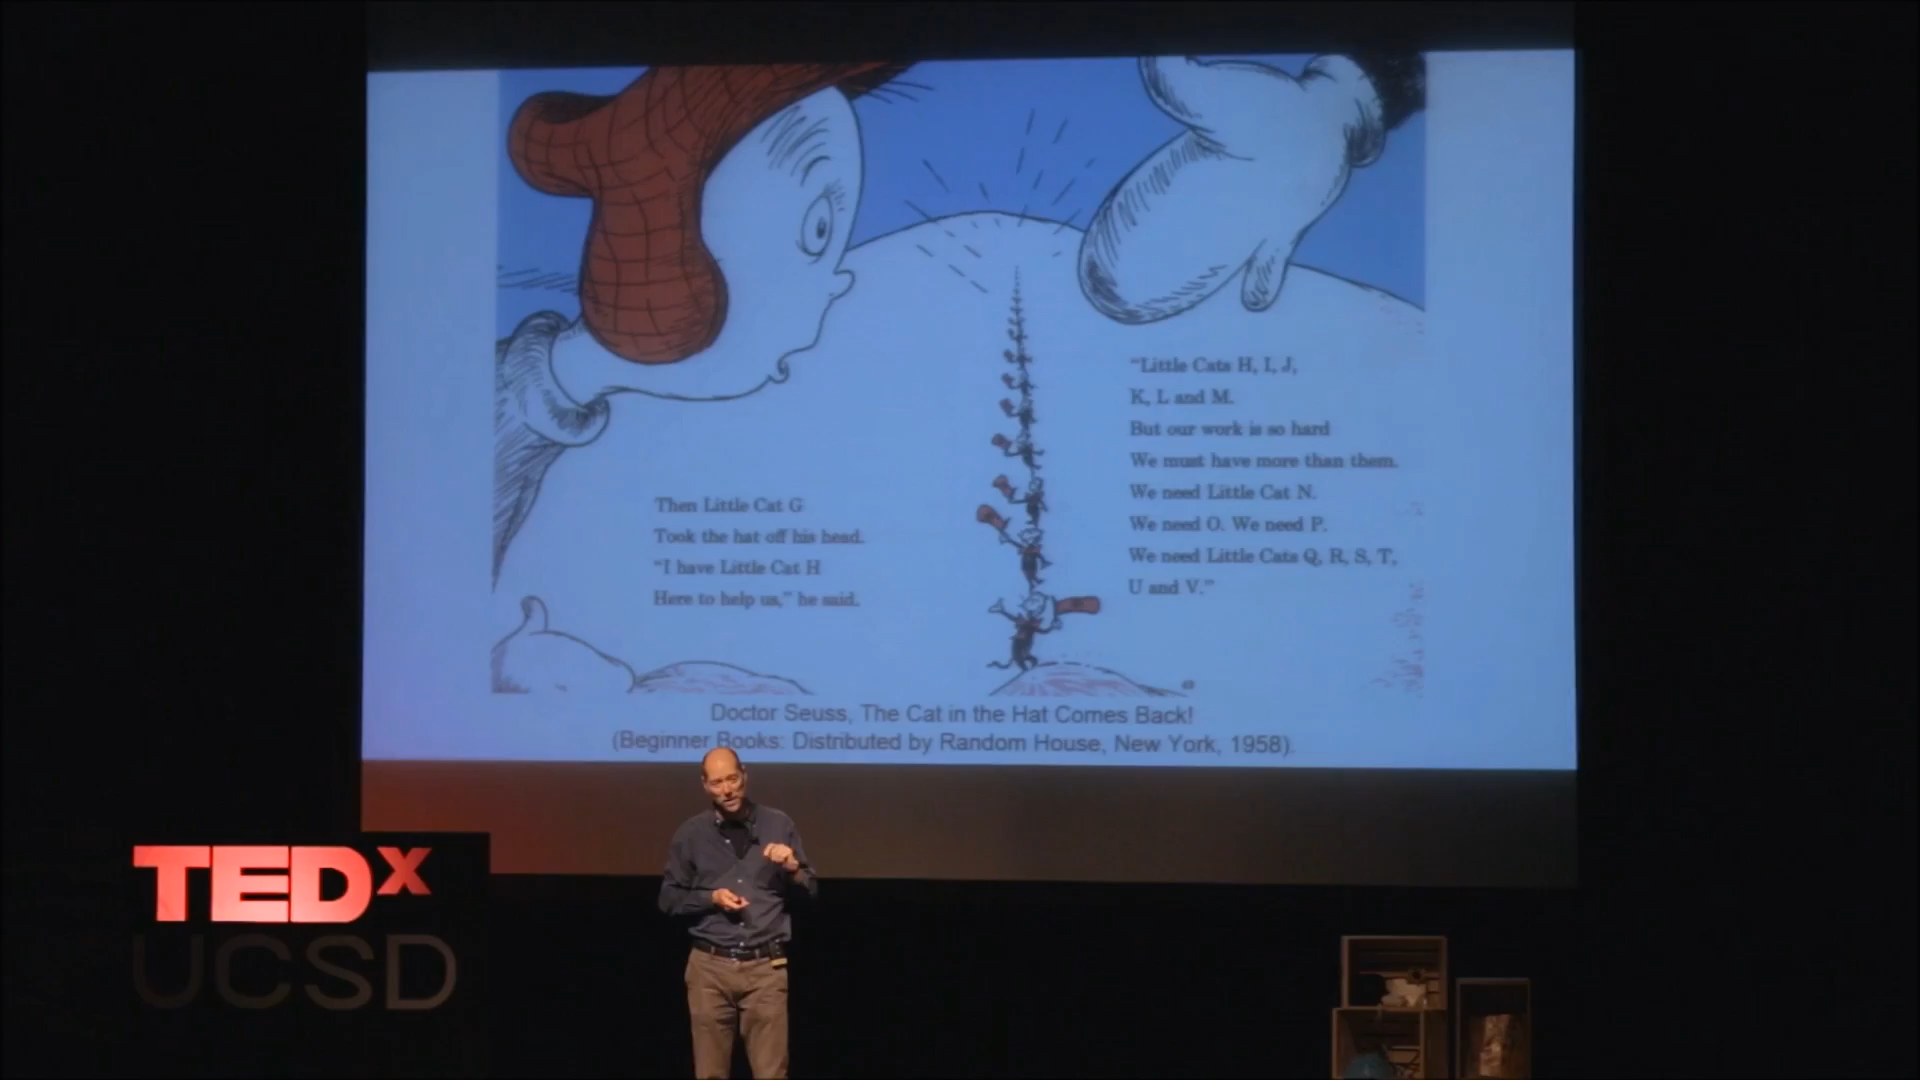 Then Little Cat G
Took the hat off his head.
“I have Little Cat H
Here to help us,” he said.
“Little Cats H, I, J,
K, L and M.
But our work is so hard
We must have more than them.
We need Little Cat N.
We need O. We need P.
We need Little Cats Q, R, S, T,
U and V.”
Doctor Seuss, The Cat in the Hat Comes Back!
(Beginner Books: Distributed by Random House, New York, 1958).
TEDx
UCSD